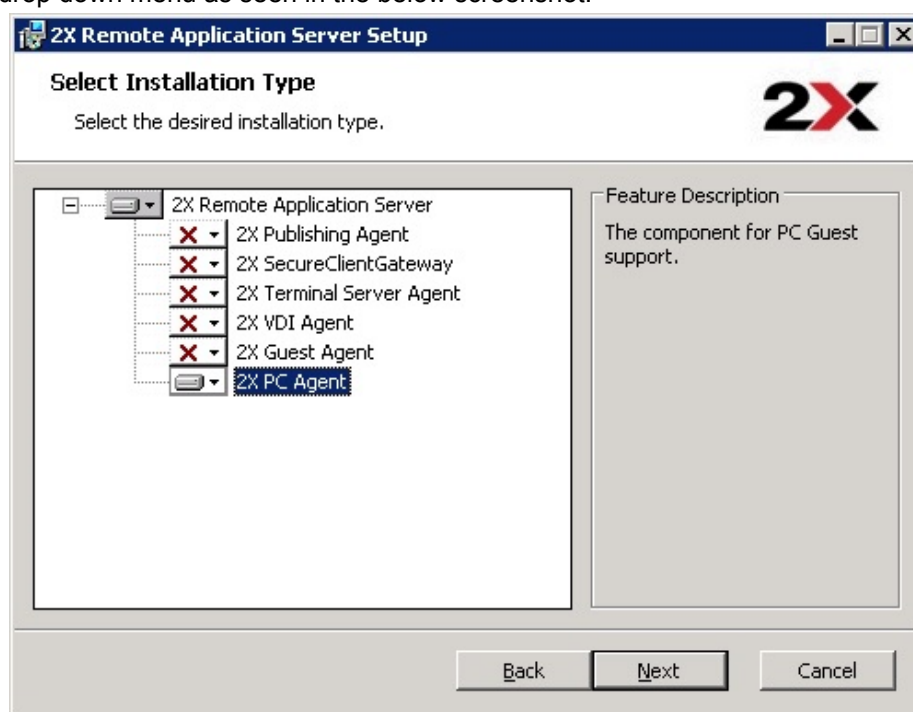 drop down menu as seen in the below screenshot.
2X Remote Application Server Setup
Select Installation Type
Select the desired installation type.
2X
2X Remote Application Server
2X Publishing Agent
2X SecureClientGateway
2X Terminal Server Agent
2X VDI Agent
2X Guest Agent
2X PC Agent
Feature Description
The component for PC Guest
support.
Back
Next
Cancel